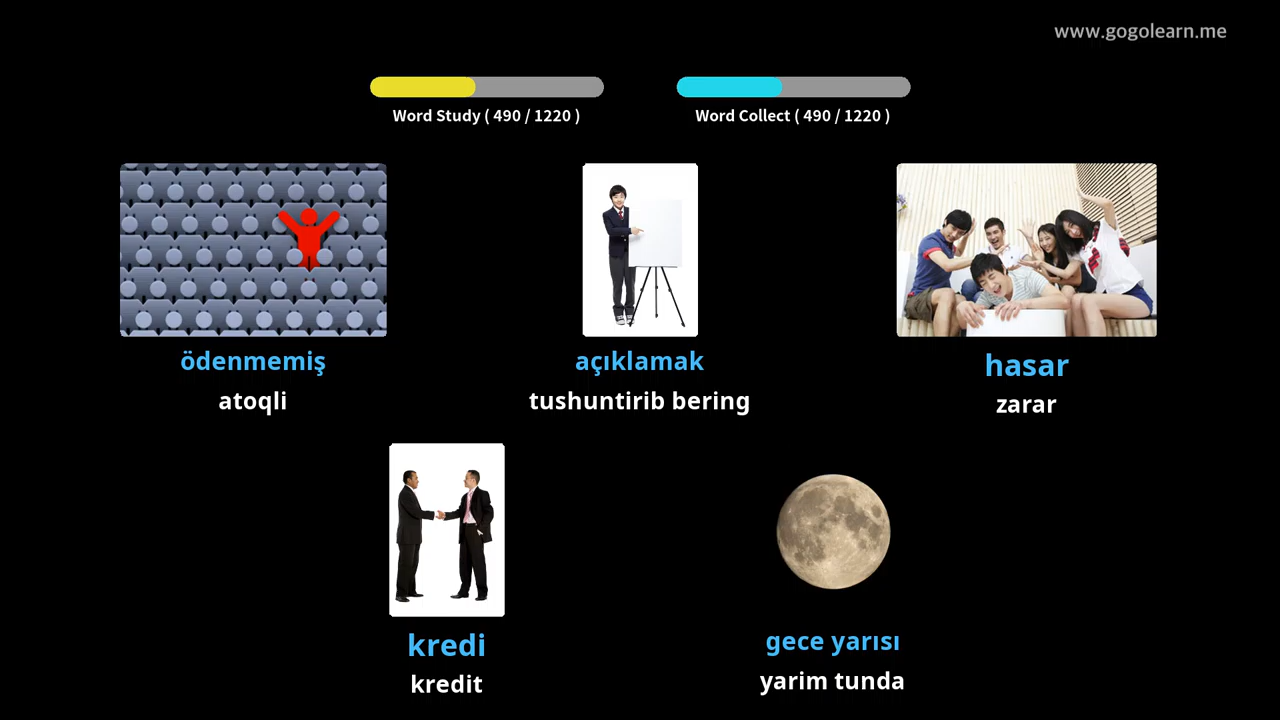 www.gogolearn.me
Word Study ( 490 / 1220 )
Word Collect ( 490 / 1220 )
ödenmemiş
atoqli
açıklamak
tushuntirib bering
hasar
zarar
kredi
kredit
gece yarısı
yarim tunda